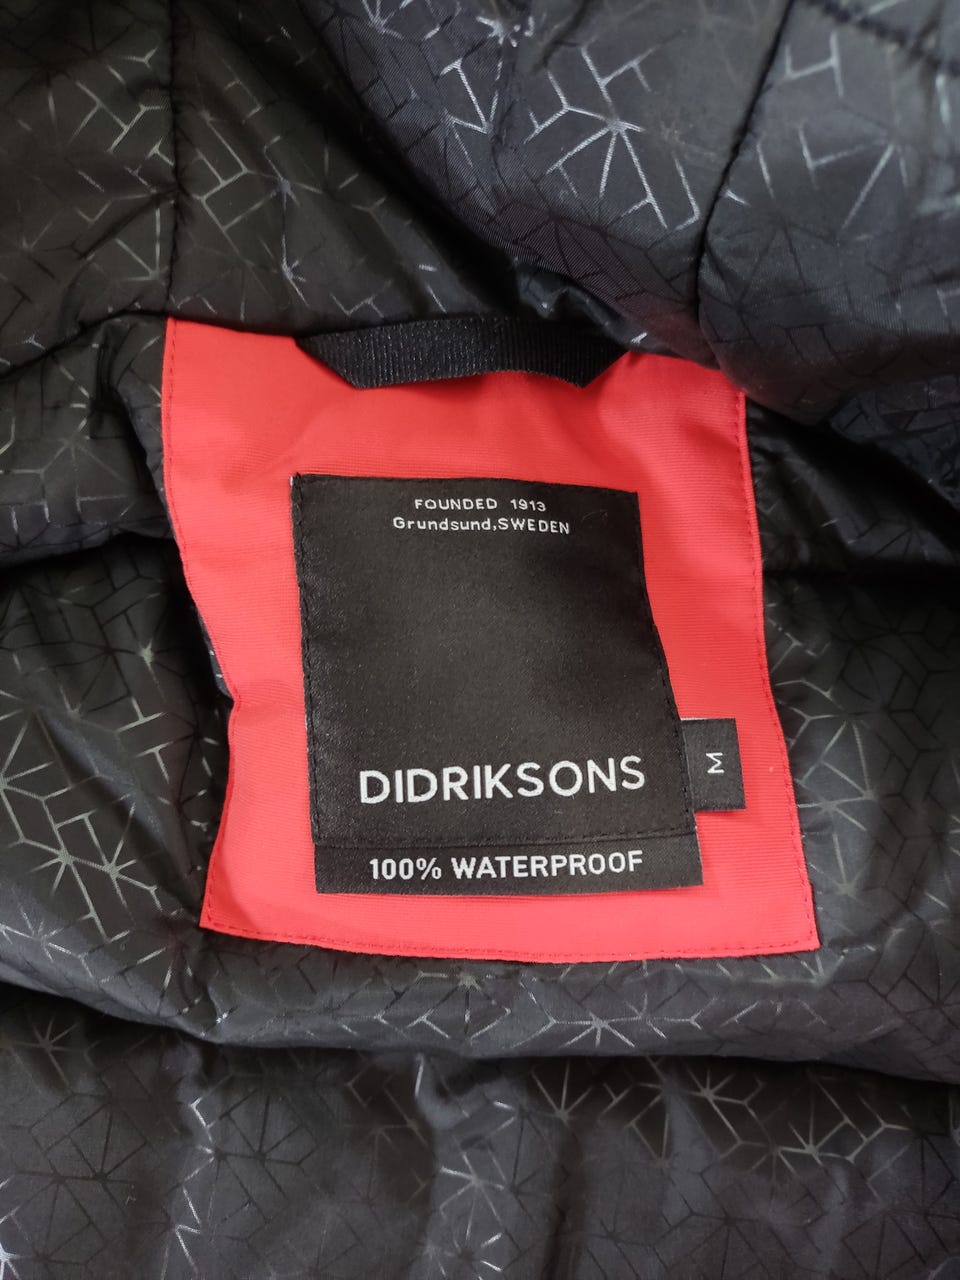 FOUNDED 1913
Grundsund,SWEDEN
DIDRIKSONS
M
100% WATERPROOF